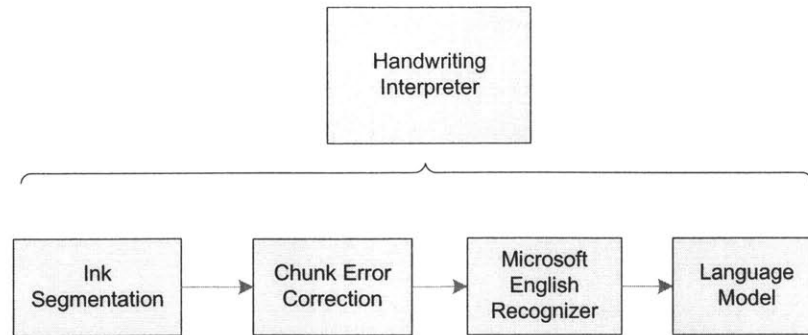 Handwriting
Interpreter
Ink
Segmentation
Chunk Error
Correction
Microsoft
English
Recognizer
Language
Model